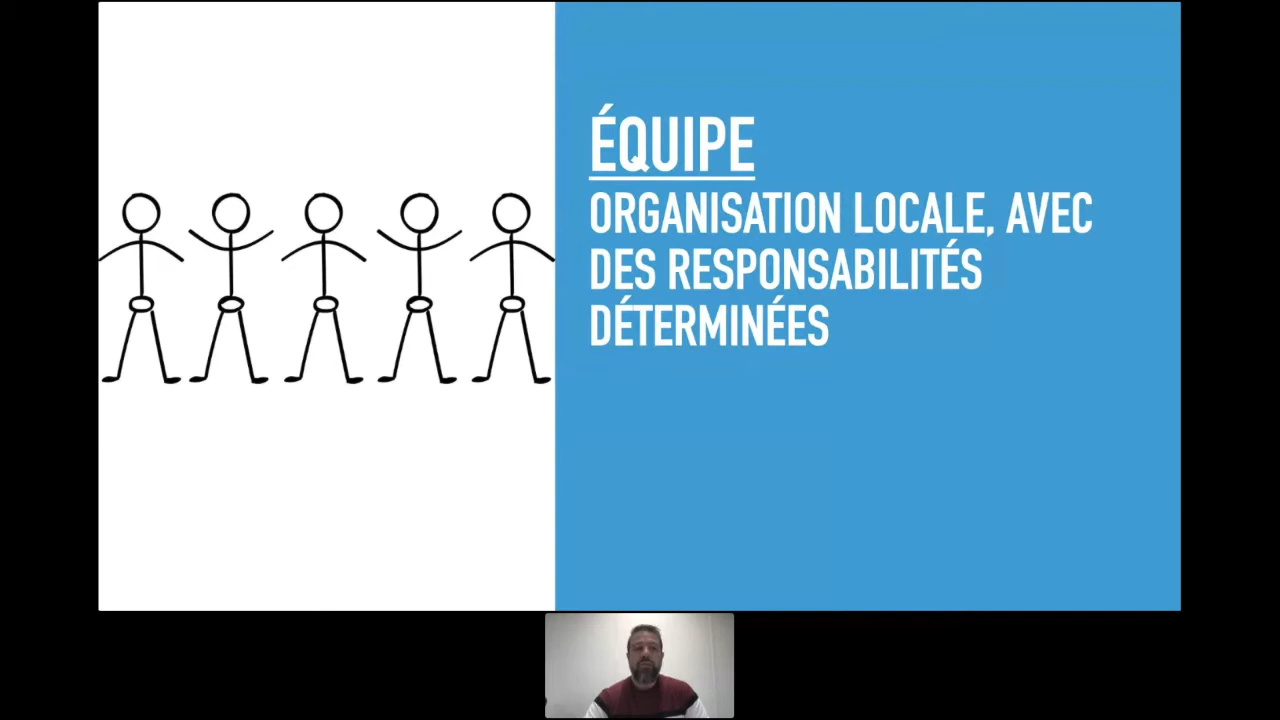 ÉQUIPE
ORGANISATION LOCALE, AVEC
DES RESPONSABILITÉS
DÉTERMINÉES